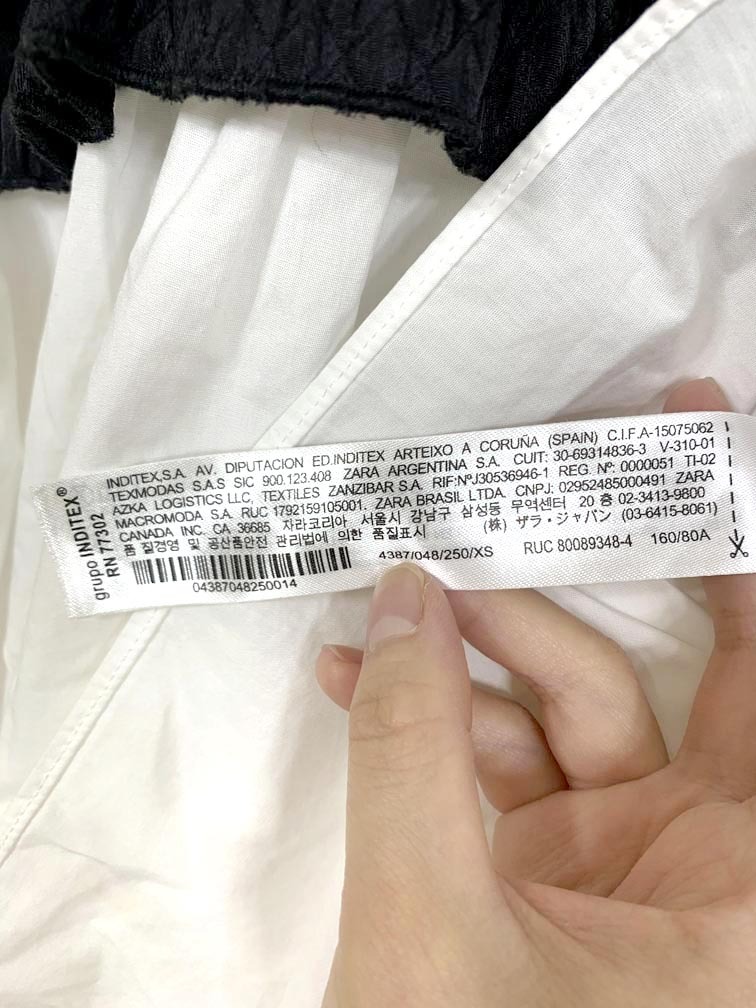 grupo INDITEX®
RN 77302
INDITEX,S.A. AV. DIPUTACION ED.INDITEX ARTEIXO A CORUÑA (SPAiN) C.I.F.A-15075062
TEXMODAS S.A.S SIC 900.123.408 ZARA ARGENTINA S.A. CUIT: 30-69314836-3 V-310-01
AZKA LOGISTICS LLC, TEXTILES ZANZIBAR S.A. RIF:NºJ30536946-1 REG. Nº: 0000051 TI-02
MACROMODA S.A. RUC 1792159105001. ZARA BRASIL LTDA. CNPJ: 02952485000491 ZARA
CANADA INC. CA 36685 자라코리아 서울시 강남구 삼성동 무역센터 20 층 02-3413-9800
품 질경영 및 공산품안전 관리법에 의한 품질표시 (株) ザラ・ジャパン (03-6415-8061)
04387048250014
4387/048/250/XS RUC 80089348-4 160/80A